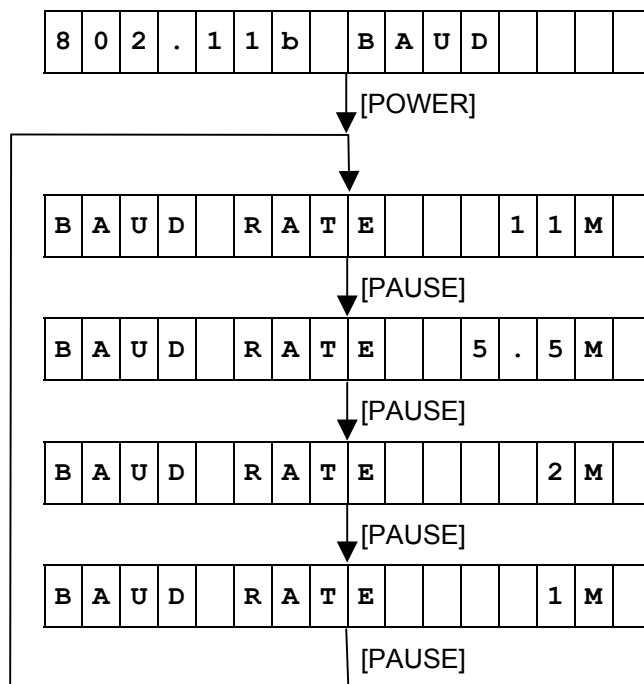 802.11b BAUD
[POWER]
BAUD RATE 11M
[PAUSE]
BAUD RATE 5.5M
[PAUSE]
BAUD RATE 2M
[PAUSE]
BAUD RATE 1M
[PAUSE]